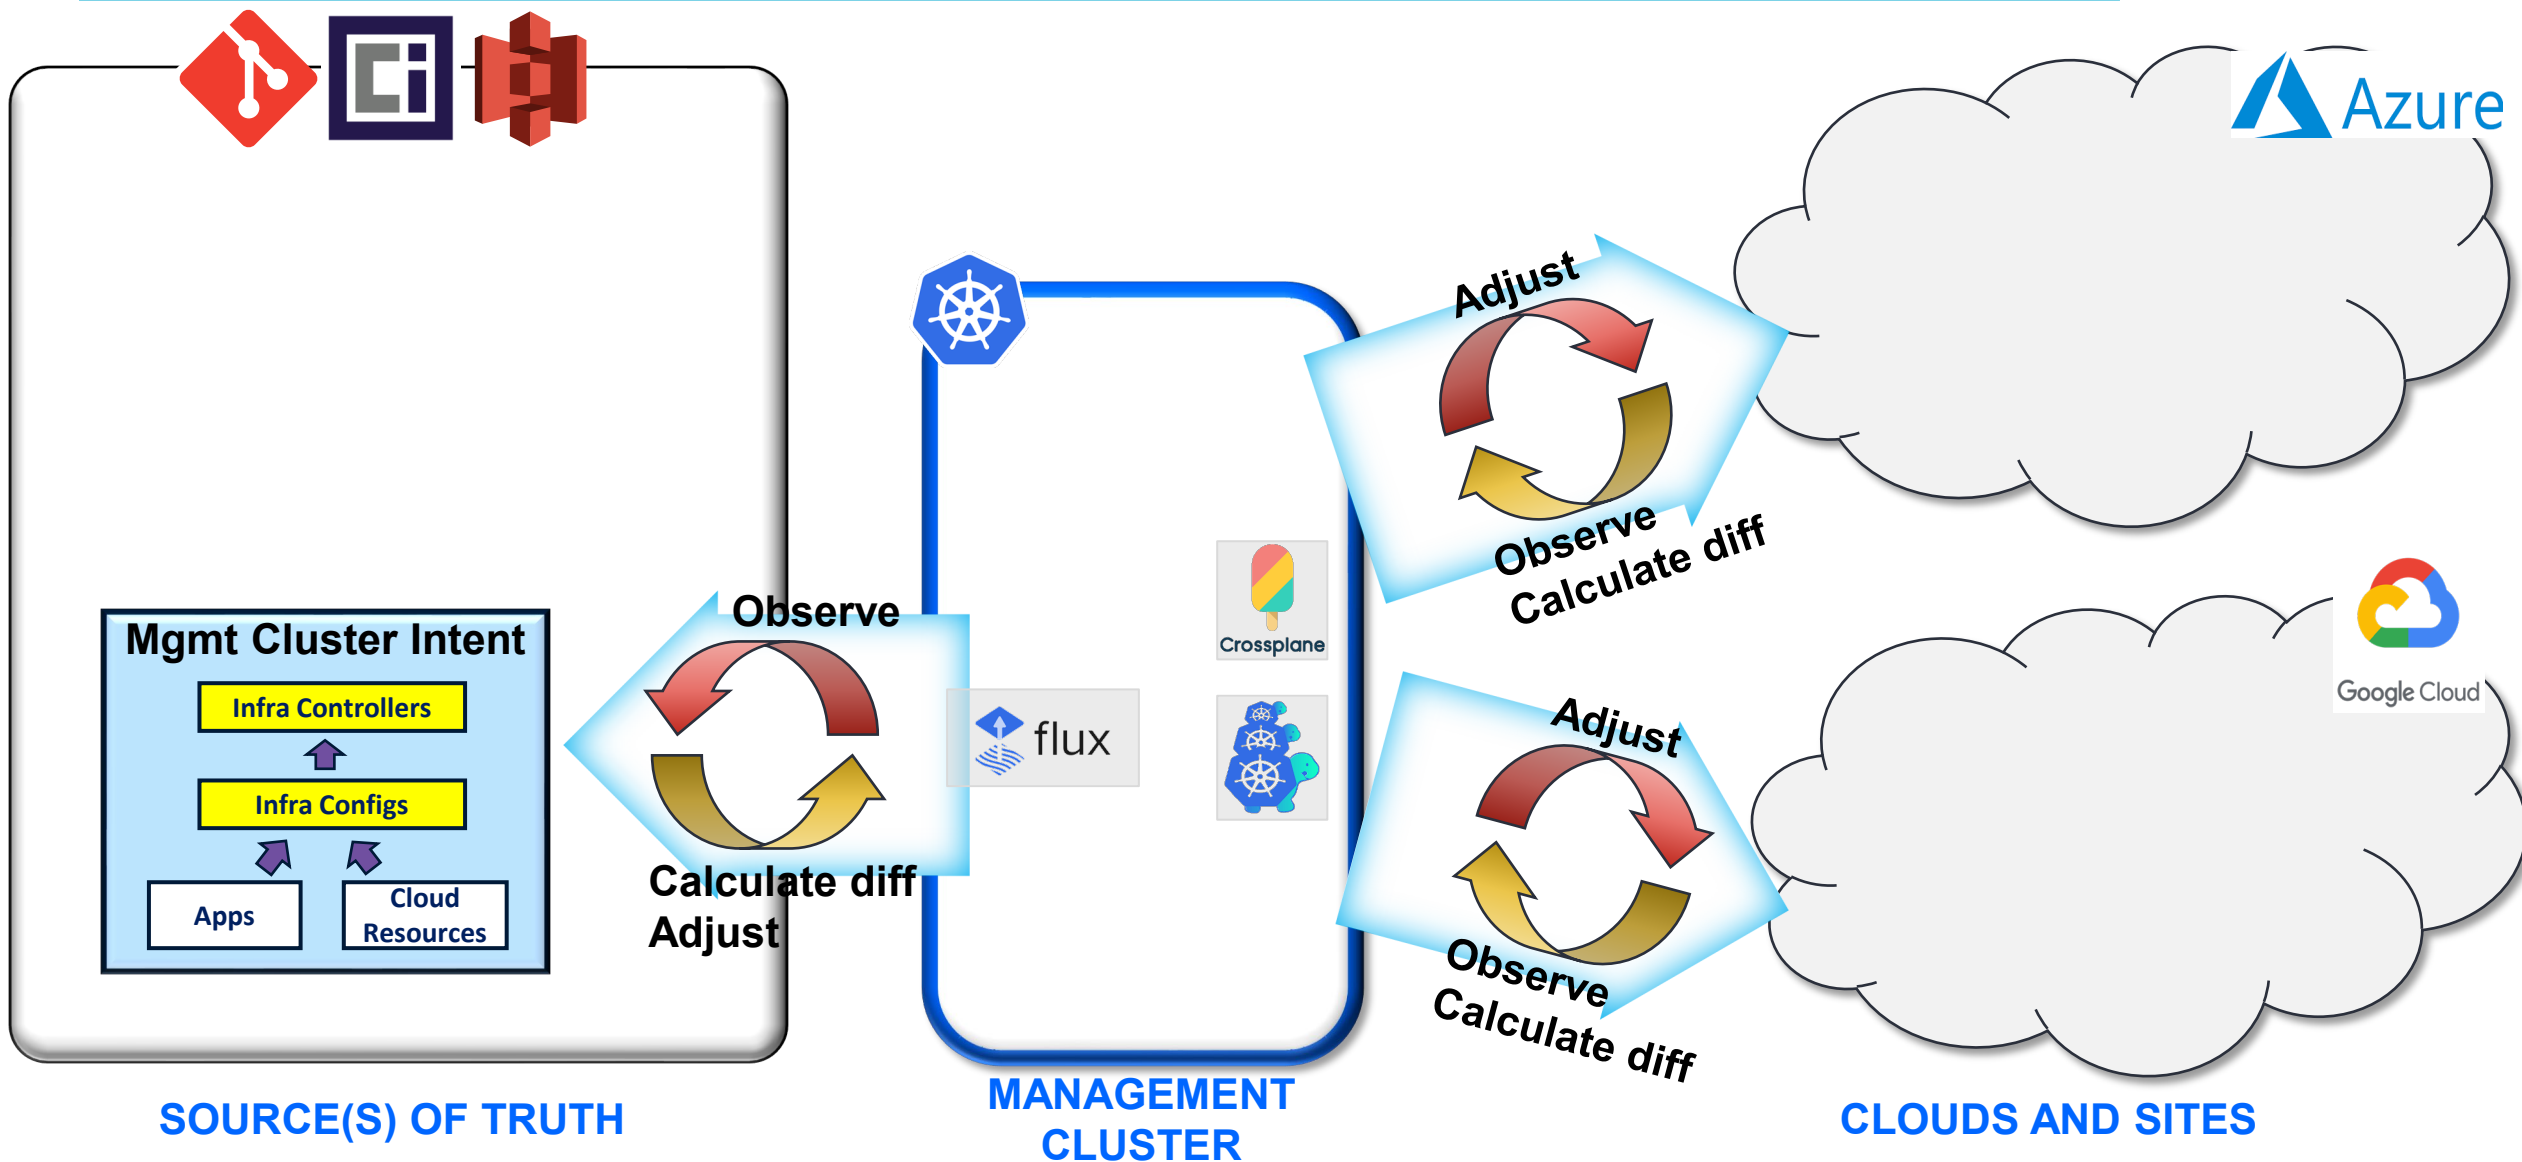 Ci
Azure
Adjust
Observe
Calculate diff
Crossplane
Observe
Mgmt Cluster Intent
Infra Controllers
Infra Configs
Apps
Cloud
Resources
flux
Calculate diff
Adjust
Google Cloud
Adjust
Observe
Calculate diff
SOURCE(S) OF TRUTH
MANAGEMENT
CLUSTER
CLOUDS AND SITES